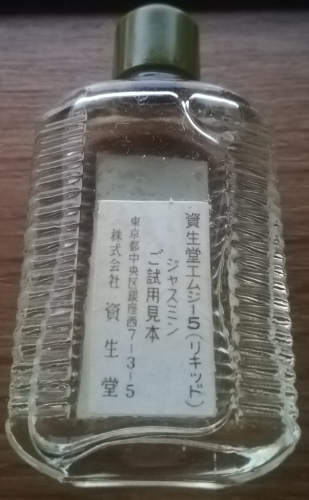 資生堂エムジー5(リキッド)
ジャスミン
ご試用見本
東京都中央区銀座西7-3-5
株式会社 資生堂